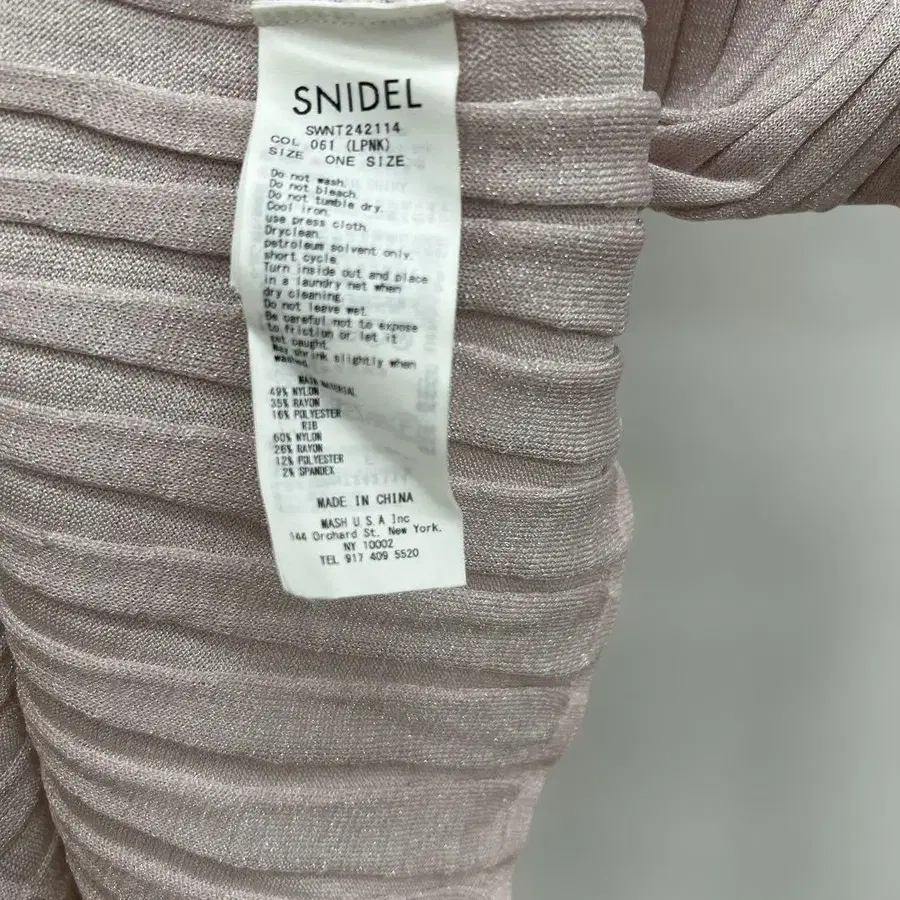 SNIDEL
SWNT242114
COL 061 (LPNK)
SIZE ONE SIZE
Do not wash.
Do not bleach.
Do not tumble dry.
Cool iron.
use press cloth.
Dryclean.
petroleum solvent only.
short cycle.
Turn inside out and place
in a laundry net when
dry cleaning.
Do not leave wet.
Be careful not to expose
to friction or let it
get caught.
May shrink slightly when
washed.
MAIN MATERIAL
49% NYLON
35% RAYON
16% POLYESTER
RIB
60% NYLON
26% RAYON
12% POLYESTER
2% SPANDEX
MADE IN CHINA
MASH U.S.A Inc
144 Orchard St. New York.
NY 10002
TEL 917 409 5520